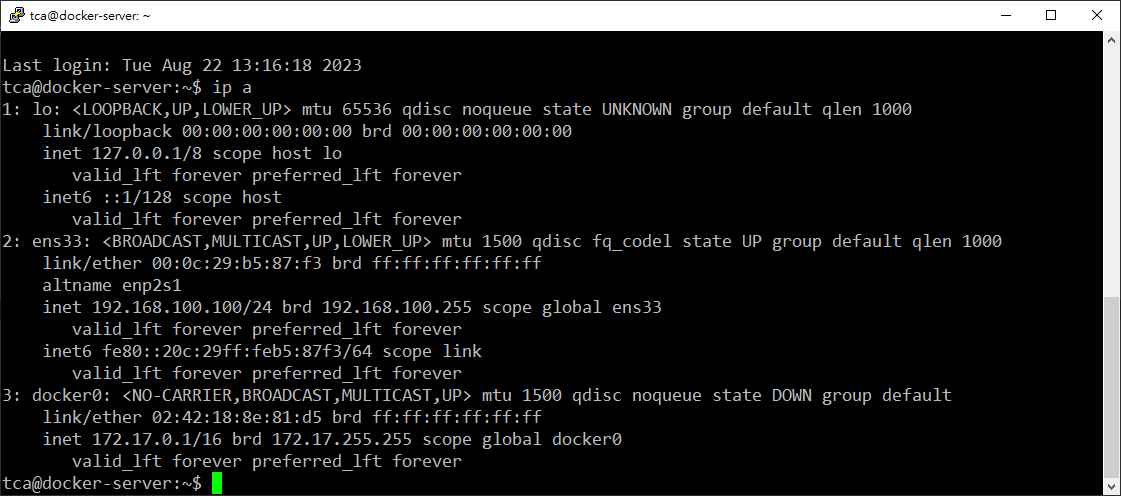 tca@docker-server: ~
Last login: Tue Aug 22 13:16:18 2023
tca@docker-server:~$ ip a
1: lo: <LOOPBACK,UP,LOWER_UP> mtu 65536 qdisc noqueue state UNKNOWN group default qlen 1000
    link/loopback 00:00:00:00:00:00 brd 00:00:00:00:00:00
    inet 127.0.0.1/8 scope host lo
       valid_lft forever preferred_lft forever
    inet6 ::1/128 scope host
       valid_lft forever preferred_lft forever
2: ens33: <BROADCAST,MULTICAST,UP,LOWER_UP> mtu 1500 qdisc fq_codel state UP group default qlen 1000
    link/ether 00:0c:29:b5:87:f3 brd ff:ff:ff:ff:ff:ff
    altname enp2s1
    inet 192.168.100.100/24 brd 192.168.100.255 scope global ens33
       valid_lft forever preferred_lft forever
    inet6 fe80::20c:29ff:feb5:87f3/64 scope link
       valid_lft forever preferred_lft forever
3: docker0: <NO-CARRIER,BROADCAST,MULTICAST,UP> mtu 1500 qdisc noqueue state DOWN group default
    link/ether 02:42:18:8e:81:d5 brd ff:ff:ff:ff:ff:ff
    inet 172.17.0.1/16 brd 172.17.255.255 scope global docker0
       valid_lft forever preferred_lft forever
tca@docker-server:~$